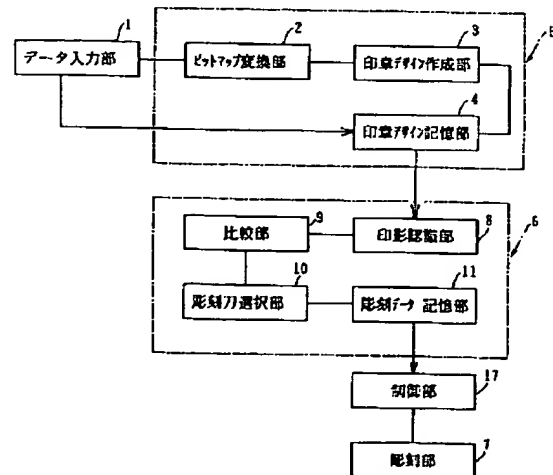 1
データ入力部
2
ビットマップ変換部
3
印章デザイン作成部
4
印章デザイン記憶部
5
9
比較部
印影認識部
8
6
10
彫刻刀選択部
11
彫刻データ記憶部
制御部
17
彫刻部
7